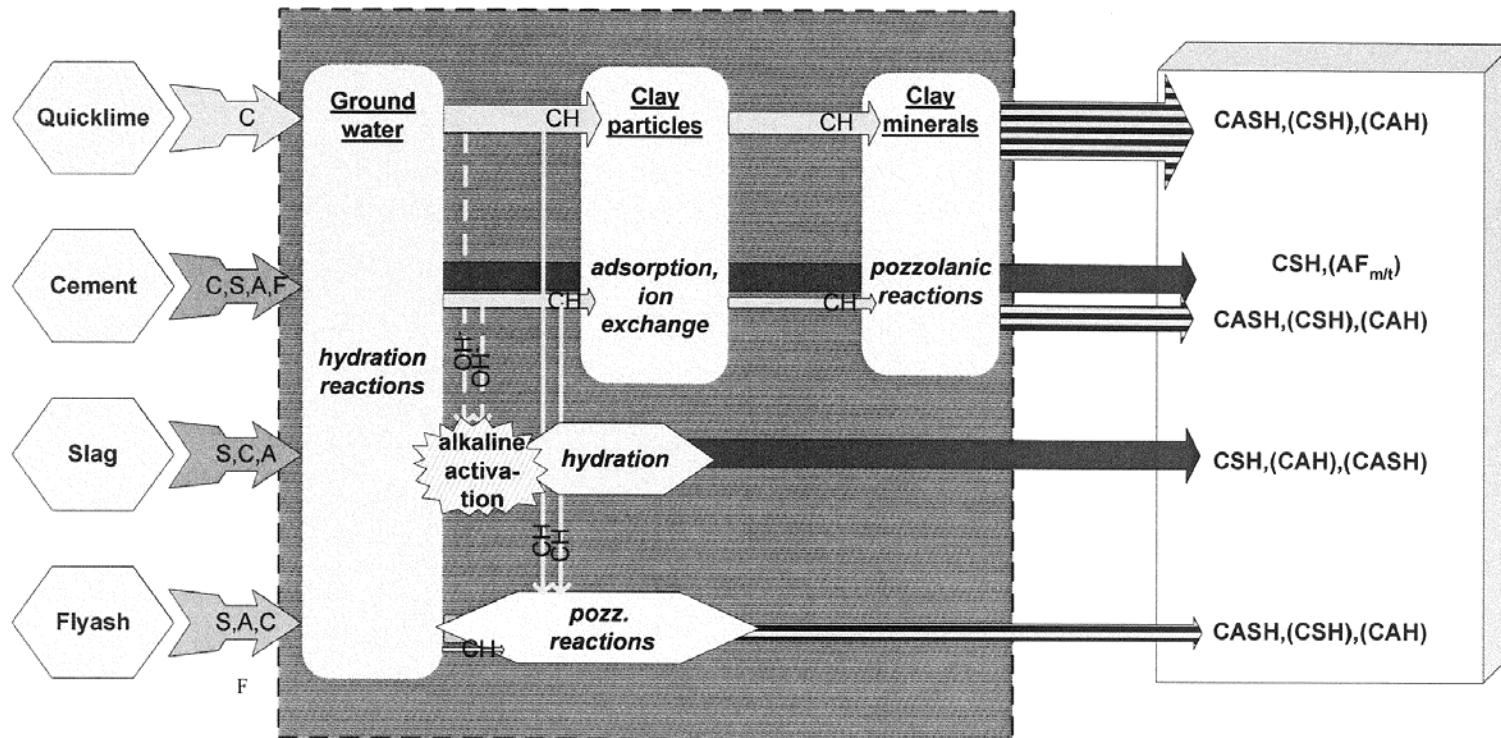 Quicklime
C
Ground
water
CH
Clay
particles
CH
Clay
minerals
CASH,(CSH),(CAH)
Cement
C,S,A,F
hydration
reactions
CH
adsorption,
ion
exchange
CH
pozzolanic
reactions
CSH,(AFm/t)
CASH,(CSH),(CAH)
OH-
OH-
Slag
S,C,A
alkaline
activa-
tion
hydration
CSH,(CAH),(CASH)
CH
CH
Flyash
S,A,C
F
CH
pozz.
reactions
CASH,(CSH),(CAH)